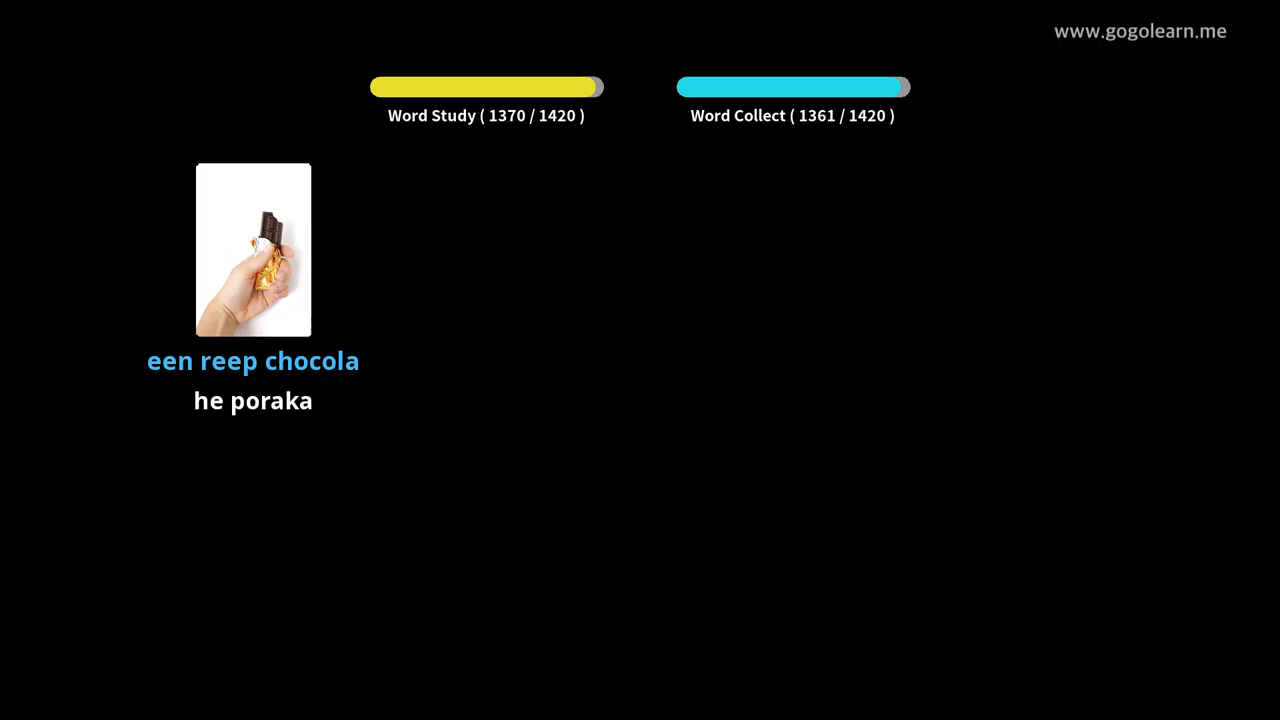 www.gogolearn.me
Word Study ( 1370 / 1420 )
Word Collect ( 1361 / 1420 )
een reep chocola
he poraka